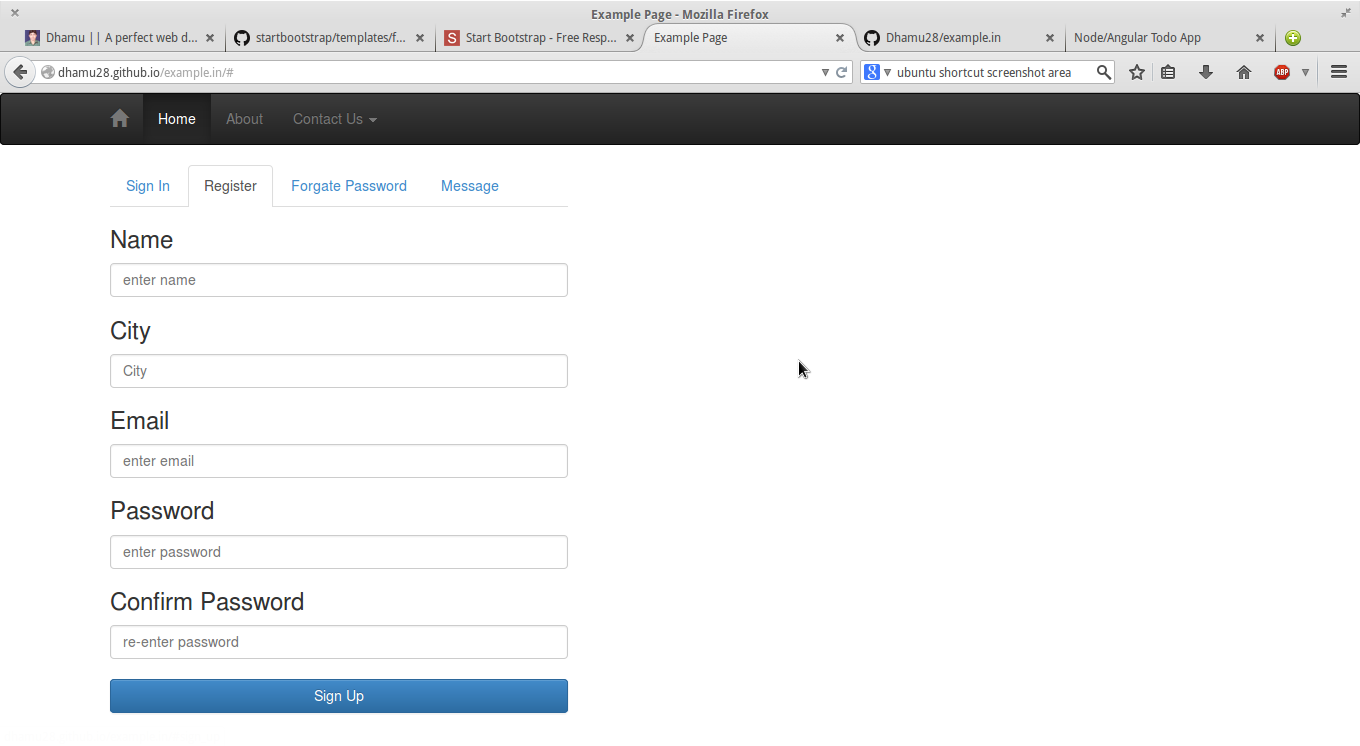 Example Page - Mozilla Firefox
Dhamu || A perfect web d... startbootstrap/templates/f... Start Bootstrap - Free Resp... Example Page Dhamu28/example.in Node/Angular Todo App
dhamu28.github.io/example.in/# ubuntu shortcut screenshot area ABP
Home About Contact Us
Sign In Register Forgate Password Message
Name
enter name
City
City
Email
enter email
Password
enter password
Confirm Password
re-enter password
Sign Up